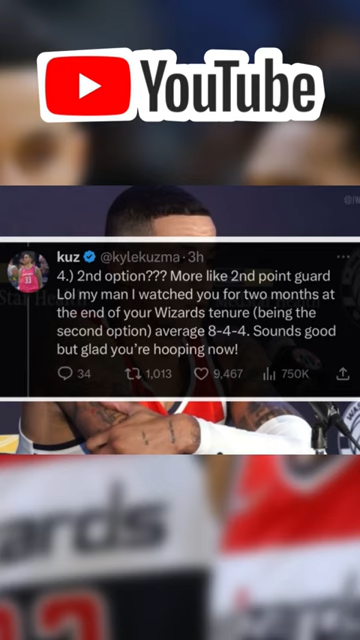 YouTube
kuz @kylekuzma · 3h
4.) 2nd option??? More like 2nd point guard
Lol my man I watched you for two months at
the end of your Wizards tenure (being the
second option) average 8-4-4. Sounds good
but glad you're hooping now!
34 1,013 9,467 750K
ards